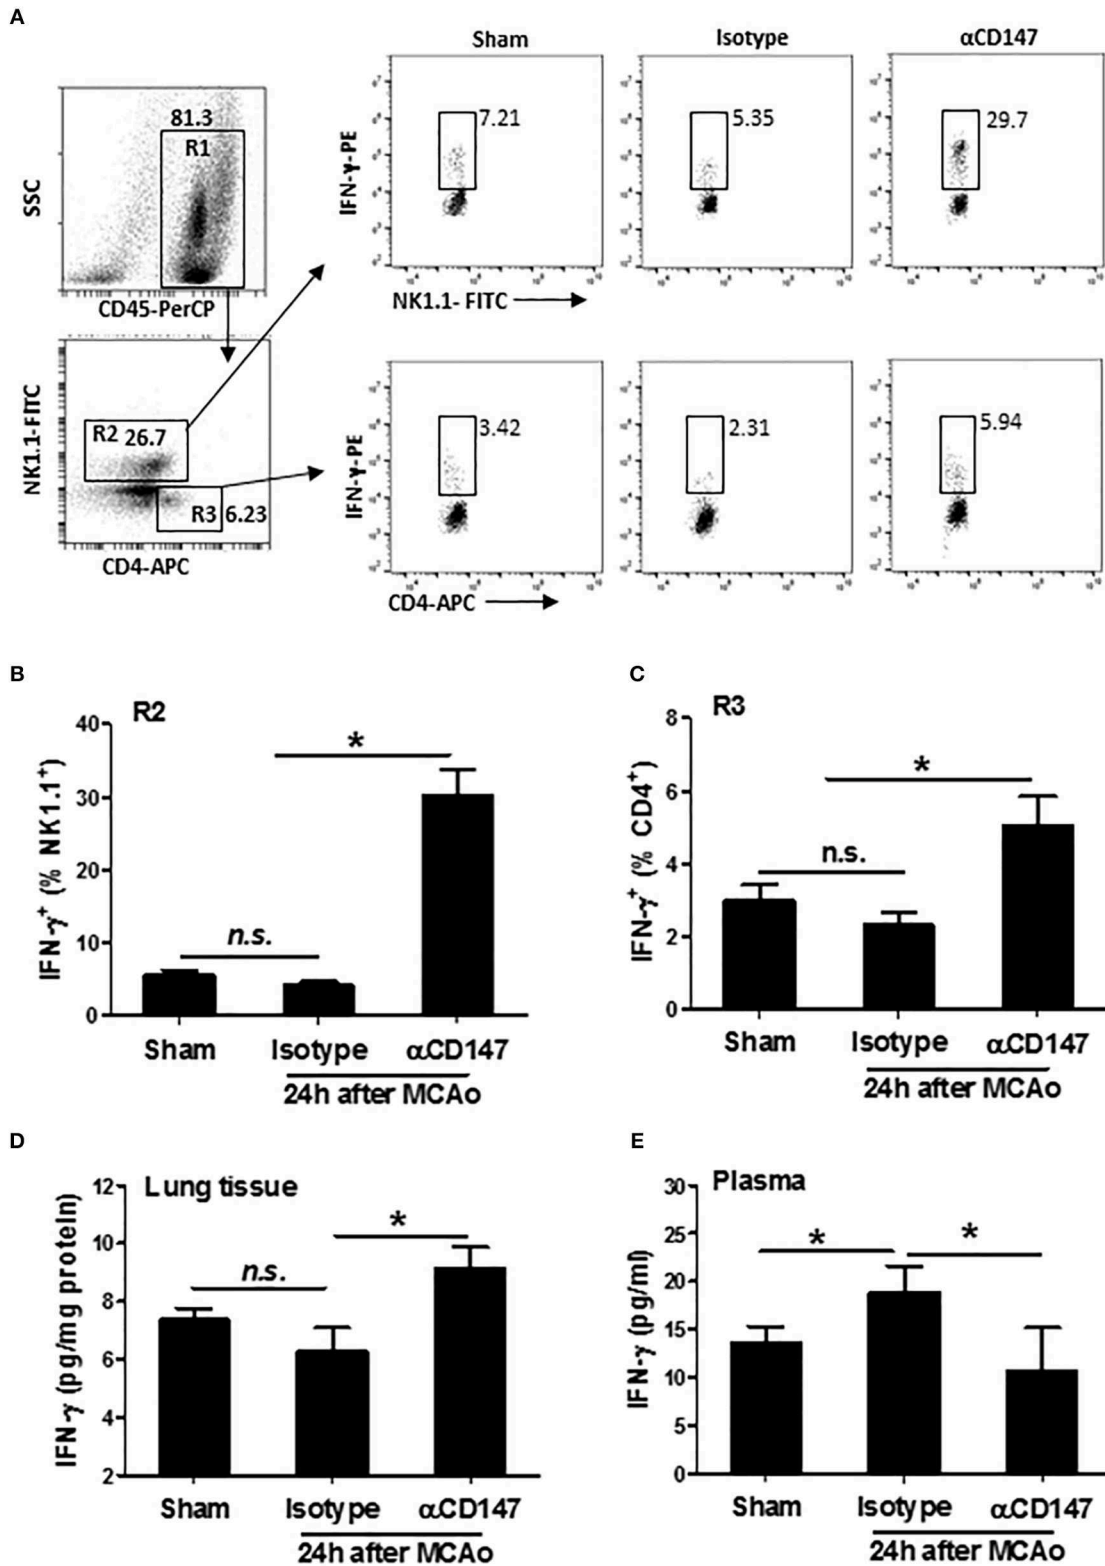 A
Sham
Isotype
αCD147
81.3
R1
SSC
CD45-PerCP
IFN-γ-PE
7.21
5.35
29.7
NK1.1- FITC
NK1.1-FITC
R2 26.7
R3 6.23
CD4-APC
IFN-γ-PE
3.42
2.31
5.94
CD4-APC
B
R2
IFN-γ+ (% NK1.1+)
40
30
20
10
0
n.s.
*
Sham
Isotype
αCD147
24h after MCAo
C
R3
IFN-γ+ (% CD4+)
8
6
4
2
0
n.s.
*
Sham
Isotype
αCD147
24h after MCAo
D
Lung tissue
IFN-γ (pg/mg protein)
12
10
8
6
4
2
n.s.
*
Sham
Isotype
αCD147
24h after MCAo
E
Plasma
IFN-γ (pg/ml)
30
25
20
15
10
5
0
*
*
Sham
Isotype
αCD147
24h after MCAo